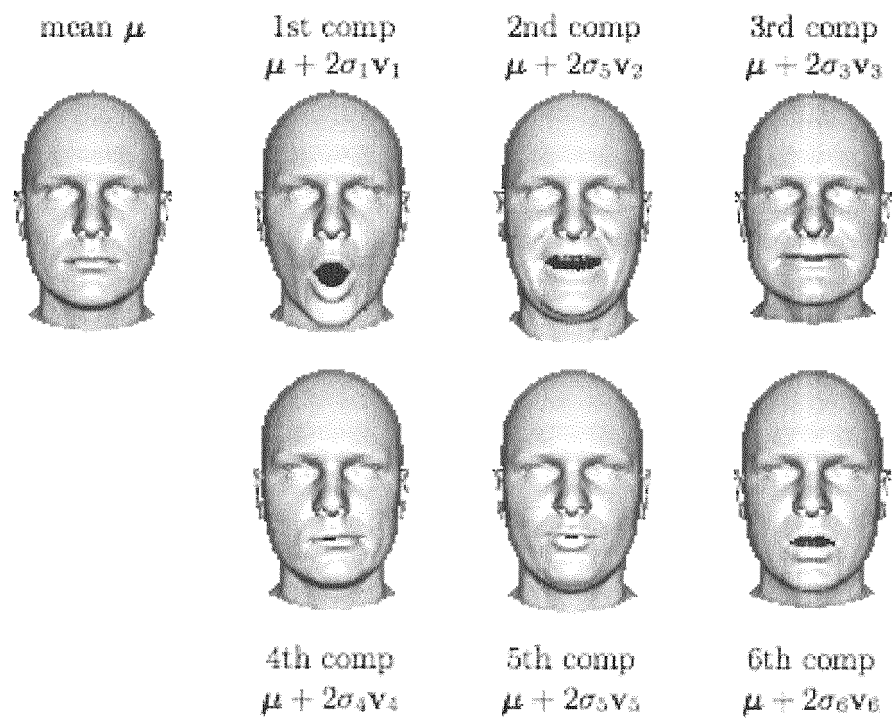 mean μ
1st comp
μ + 2σ₁v₁
2nd comp
μ + 2σ₅v₂
3rd comp
μ + 2σ₃v₃
4th comp
μ + 2σ₄v₄
5th comp
μ + 2σ₅v₅
6th comp
μ + 2σ₆v₆